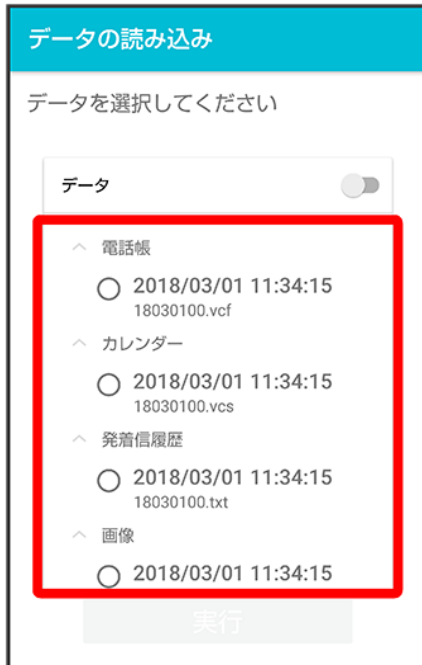 データの読み込み
データを選択してください
データ
電話帳
2018/03/01 11:34:15
18030100.vcf
カレンダー
2018/03/01 11:34:15
18030100.vcs
発着信履歴
2018/03/01 11:34:15
18030100.txt
画像
2018/03/01 11:34:15
実行